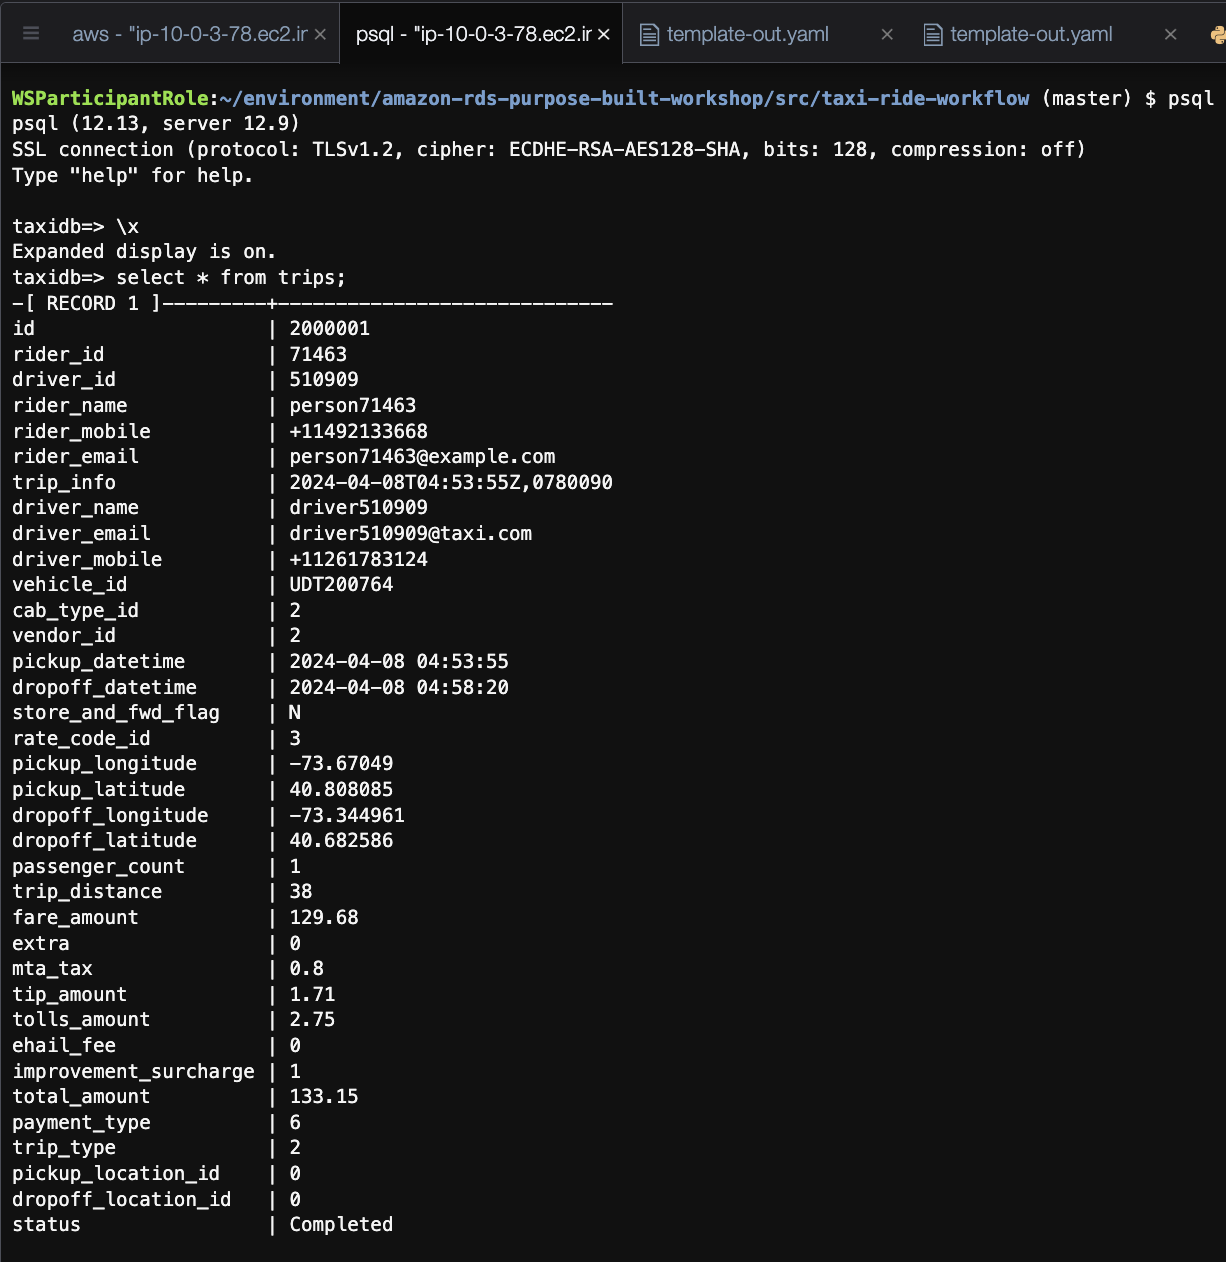 aws - "ip-10-0-3-78.ec2.ir
psql - "ip-10-0-3-78.ec2.ir
template-out.yaml
template-out.yaml
WSParticipantRole:~/environment/amazon-rds-purpose-built-workshop/src/taxi-ride-workflow (master) $ psql
psql (12.13, server 12.9)
SSL connection (protocol: TLSv1.2, cipher: ECDHE-RSA-AES128-SHA, bits: 128, compression: off)
Type "help" for help.
taxidb=> \x
Expanded display is on.
taxidb=> select * from trips;
-[ RECORD 1 ]---------+-----------------------------
id                    | 2000001
rider_id              | 71463
driver_id             | 510909
rider_name            | person71463
rider_mobile          | +11492133668
rider_email           | person71463@example.com
trip_info             | 2024-04-08T04:53:55Z,0780090
driver_name           | driver510909
driver_email          | driver510909@taxi.com
driver_mobile         | +11261783124
vehicle_id            | UDT200764
cab_type_id           | 2
vendor_id             | 2
pickup_datetime       | 2024-04-08 04:53:55
dropoff_datetime      | 2024-04-08 04:58:20
store_and_fwd_flag    | N
rate_code_id          | 3
pickup_longitude      | -73.67049
pickup_latitude       | 40.808085
dropoff_longitude     | -73.344961
dropoff_latitude      | 40.682586
passenger_count       | 1
trip_distance         | 38
fare_amount           | 129.68
extra                 | 0
mta_tax               | 0.8
tip_amount            | 1.71
tolls_amount          | 2.75
ehail_fee             | 0
improvement_surcharge | 1
total_amount          | 133.15
payment_type          | 6
trip_type             | 2
pickup_location_id    | 0
dropoff_location_id   | 0
status                | Completed